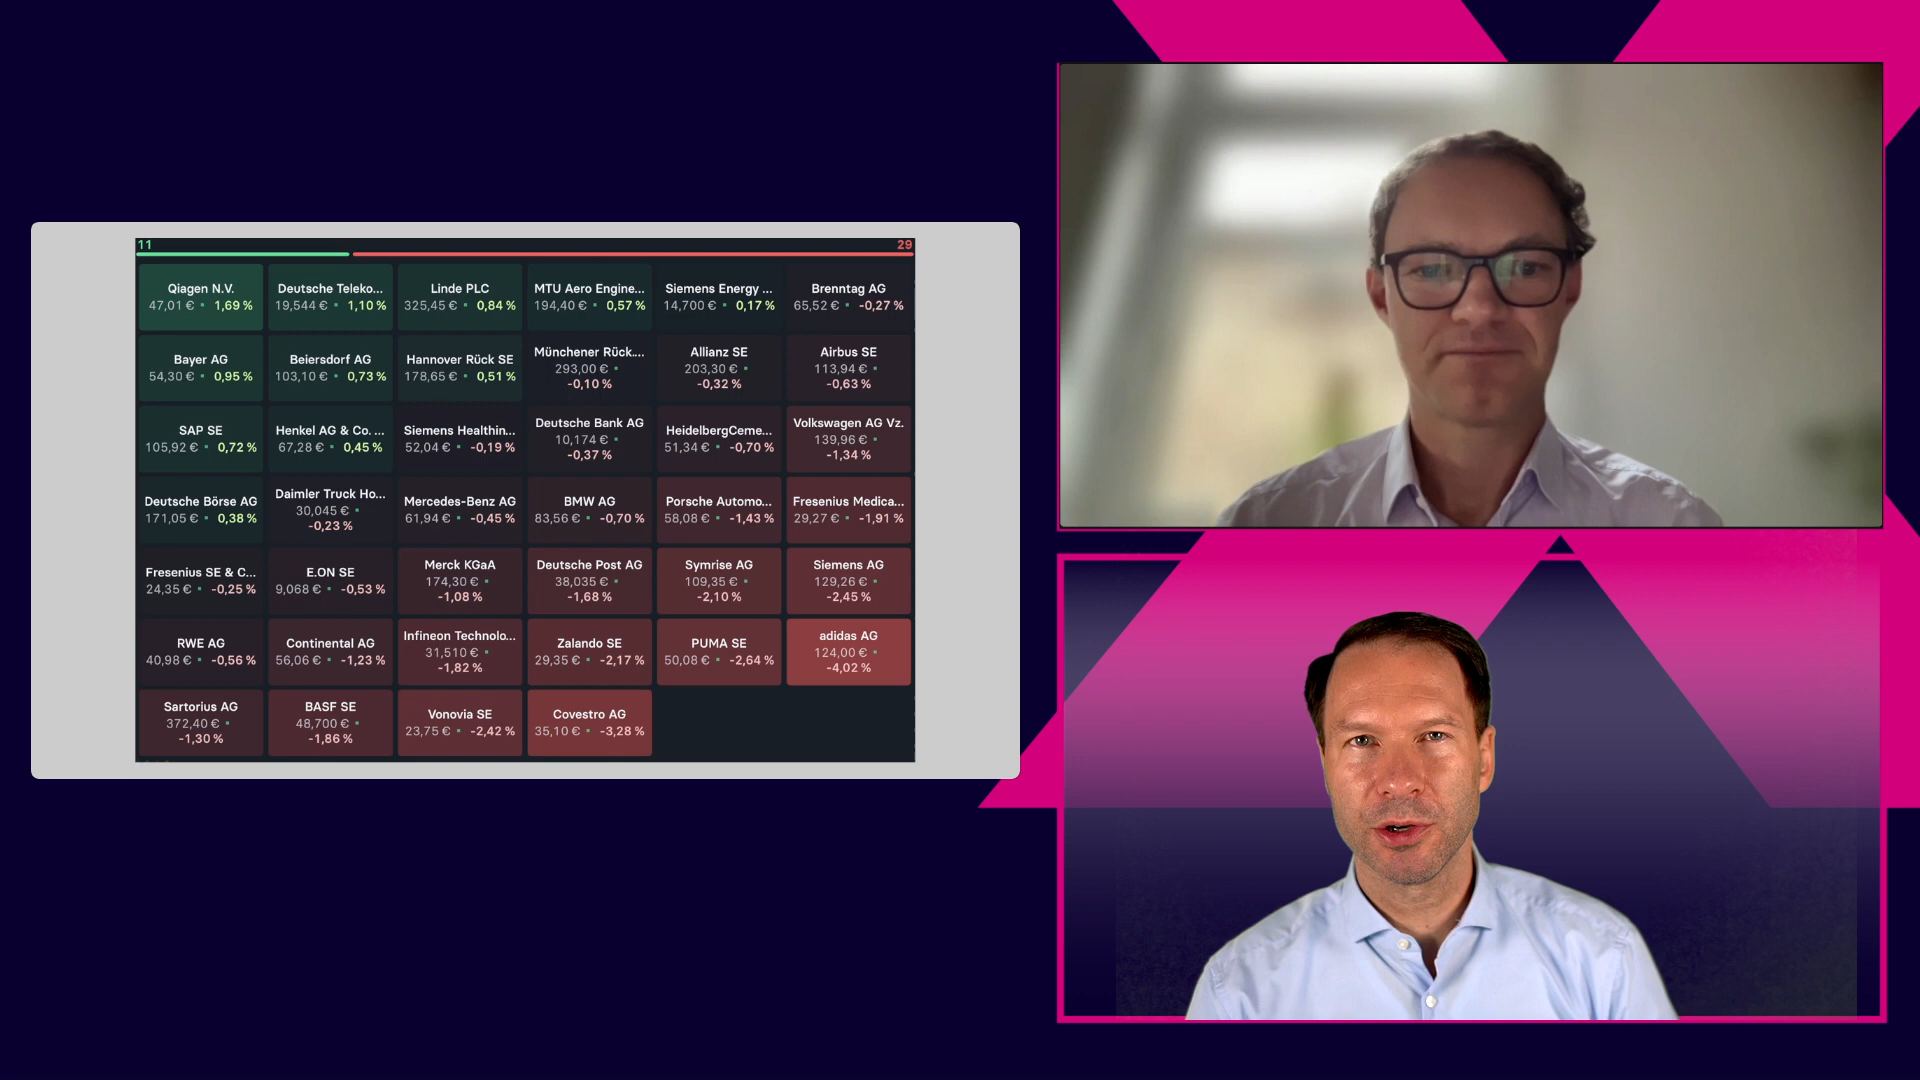 11
29
Qiagen N.V.
47,01 € • 1,69 %
Deutsche Teleko...
19,544 € • 1,10 %
Linde PLC
325,45 € • 0,84 %
MTU Aero Engine...
194,40 € • 0,57 %
Siemens Energy ...
14,700 € • 0,17 %
Brenntag AG
65,52 € • -0,27 %
Bayer AG
54,30 € • 0,95 %
Beiersdorf AG
103,10 € • 0,73 %
Hannover Rück SE
178,65 € • 0,51 %
Münchener Rück....
293,00 € •
-0,10 %
Allianz SE
203,30 € •
-0,32 %
Airbus SE
113,94 € •
-0,63 %
SAP SE
105,92 € • 0,72 %
Henkel AG & Co. ...
67,28 € • 0,45 %
Siemens Healthin...
52,04 € • -0,19 %
Deutsche Bank AG
10,174 € •
-0,37 %
HeidelbergCeme...
51,34 € • -0,70 %
Volkswagen AG Vz.
139,96 € •
-1,34 %
Deutsche Börse AG
171,05 € • 0,38 %
Daimler Truck Ho...
30,045 € •
-0,23 %
Mercedes-Benz AG
61,94 € • -0,45 %
BMW AG
83,56 € • -0,70 %
Porsche Automo...
58,08 € • -1,43 %
Fresenius Medica...
29,27 € • -1,91 %
Fresenius SE & C...
24,35 € • -0,25 %
E.ON SE
9,068 € • -0,53 %
Merck KGaA
174,30 € •
-1,08 %
Deutsche Post AG
38,035 € •
-1,68 %
Symrise AG
109,35 € •
-2,10 %
Siemens AG
129,26 € •
-2,45 %
RWE AG
40,98 € • -0,56 %
Continental AG
56,06 € • -1,23 %
Infineon Technolo...
31,510 € •
-1,82 %
Zalando SE
29,35 € • -2,17 %
PUMA SE
50,08 € • -2,64 %
adidas AG
124,00 € •
-4,02 %
Sartorius AG
372,40 € •
-1,30 %
BASF SE
48,700 € •
-1,86 %
Vonovia SE
23,75 € • -2,42 %
Covestro AG
35,10 € • -3,28 %